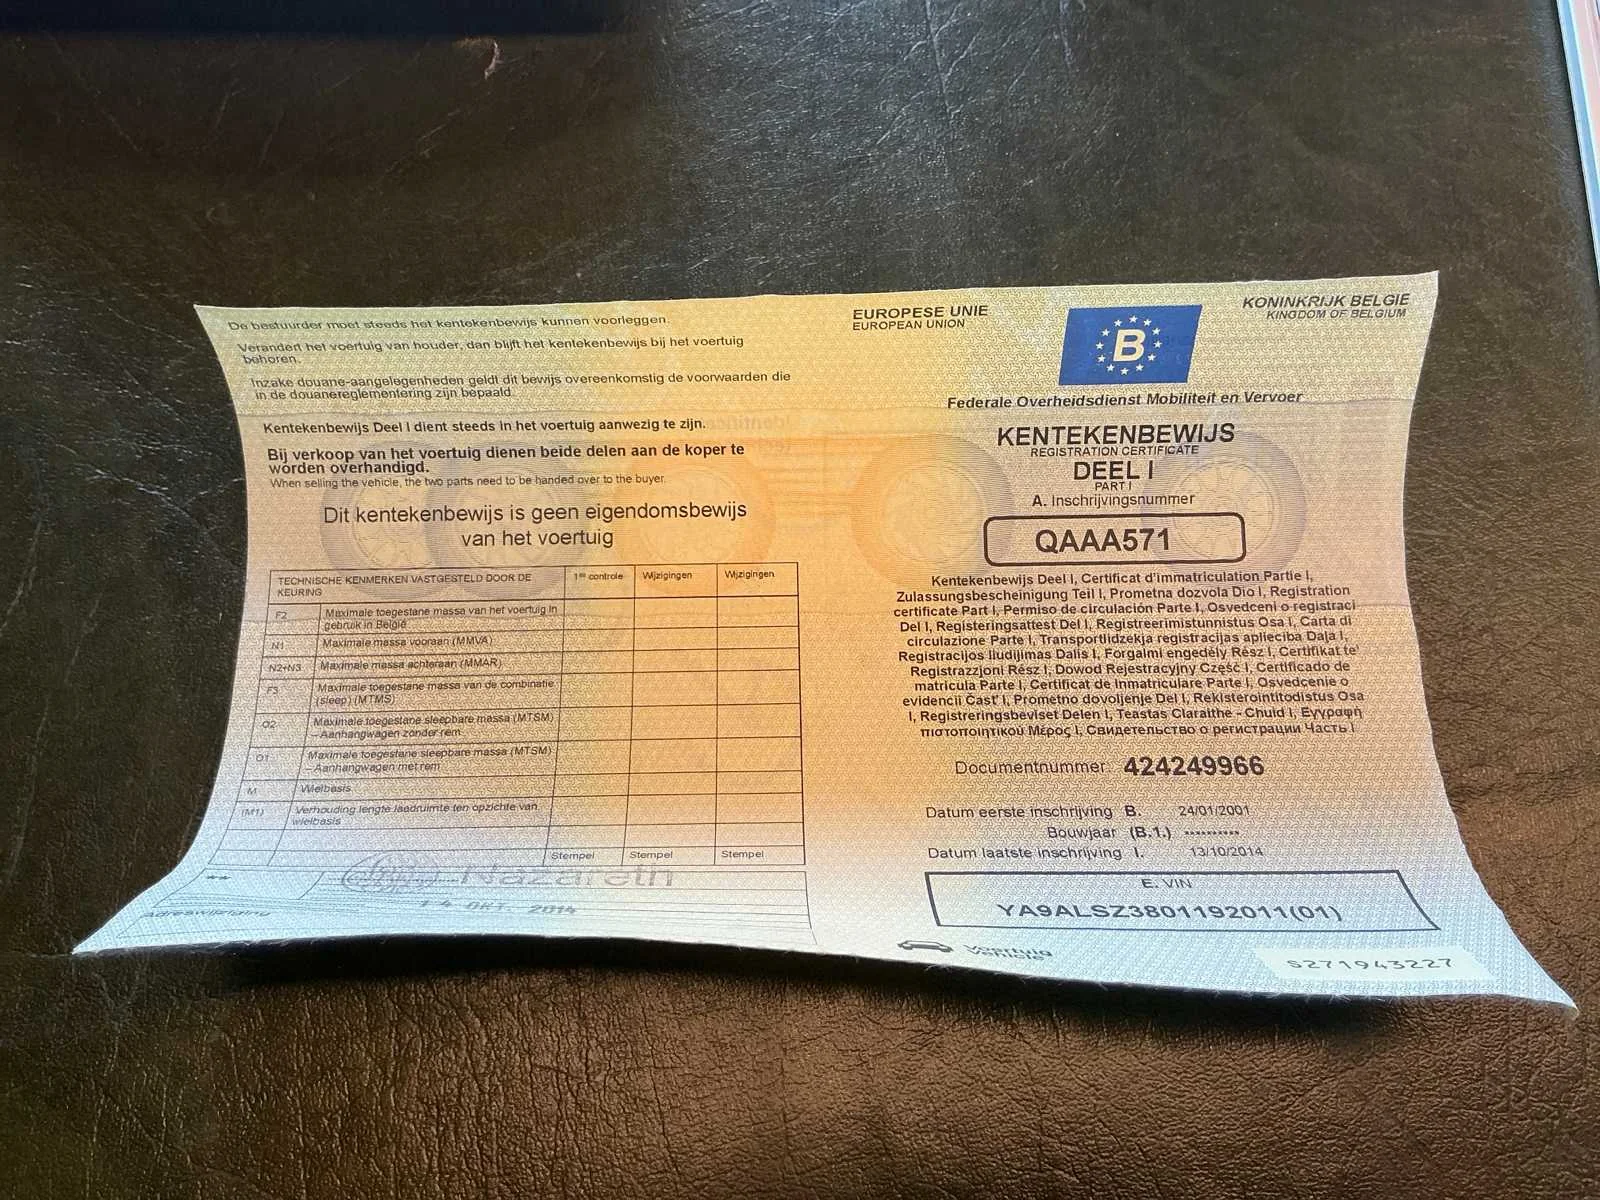 De bestuurder moet steeds het kentekenbewijs kunnen voorleggen.
Verandert het voertuig van houder, dan blijft het kentekenbewijs bij het voertuig
behoren.
Inzake douane-aangelegenheden geldt dit bewijs overeenkomstig de voorwaarden die
in de douanereglementering zijn bepaald.
Kentekenbewijs Deel I dient steeds in het voertuig aanwezig te zijn.
Bij verkoop van het voertuig dienen beide delen aan de koper te
worden overhandigd.
When selling the vehicle, the two parts need to be handed over to the buyer.
Dit kentekenbewijs is geen eigendomsbewijs
van het voertuig
TECHNISCHE KENMERKEN VASTGESTELD DOOR DE
KEURING
1ste controle
Wijzigingen
Wijzigingen
F2 Maximale toegestane massa van het voertuig in
gebruik in België
N1 Maximale massa vooraan (MMVA)
N2+N3 Maximale massa achteraan (MMAR)
F3 Maximale toegestane massa van de combinatie
(sleep) (MTMS)
O2 Maximale toegestane sleepbare massa (MTSM)
– Aanhangwagen zonder rem
O1 Maximale toegestane sleepbare massa (MTSM)
– Aanhangwagen met rem
M Wielbasis
(M1) Verhouding lengte laadruimte ten opzichte van
wielbasis
Stempel Stempel Stempel
**
Nazareth
14 OKT. 2014
Adreswijziging
EUROPESE UNIE
EUROPEAN UNION
B
KONINKRIJK BELGIE
KINGDOM OF BELGIUM
Federale Overheidsdienst Mobiliteit en Vervoer
KENTEKENBEWIJS
REGISTRATION CERTIFICATE
DEEL I
PART I
A. Inschrijvingsnummer
QAAA571
Kentekenbewijs Deel I, Certificat d'immatriculation Partie I,
Zulassungsbescheinigung Teil I, Prometna dozvola Dio I, Registration
certificate Part I, Permiso de circulación Parte I, Osvedceni o registraci
Del I, Registeringsattest Del I, Registreerimistunnistus Osa I, Carta di
circolazione Parte I, Transportlidzekja registracijas aplieciba Daja I,
Registracijos liudijimas Dalis I, Forgalmi engedély Rész I, Certifikat te'
Registrazzjoni Rész I, Dowod Rejestracyjny Część I, Certificado de
matricula Parte I, Certificat de Inmatriculare Parte I, Osvedcenie o
evidencii Čast' I, Prometno dovoljenje Del I, Rekisterointitodistus Osa
I, Registreringsbeviset Delen I, Teastas Claraithe - Chuid I, Εγγραφή
πιστοποιητικού Μέρος I, Свидетельство о регистрации Часть I
Documentnummer: 424249966
Datum eerste inschrijving B. 24/01/2001
Bouwjaar (B.1.) **********
Datum laatste inschrijving I. 13/10/2014
E. VIN
YA9ALSZ3801192011(01)
Voertuig
Vehicle
S271943227